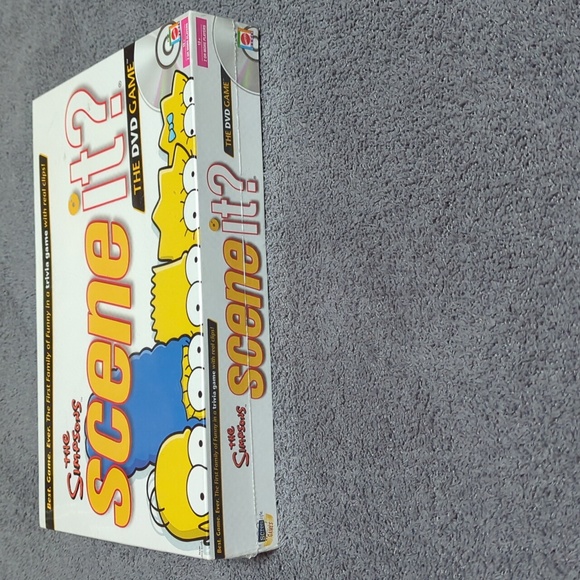 Best. Game. Ever. The First Family of Funny in a trivia game with real clips!
THE
SIMPSONS
scene it?
THE DVD GAME
Best. Game. Ever. The First Family of Funny in a trivia game with real clips!
THE
SIMPSONS
scene it?
THE DVD GAME